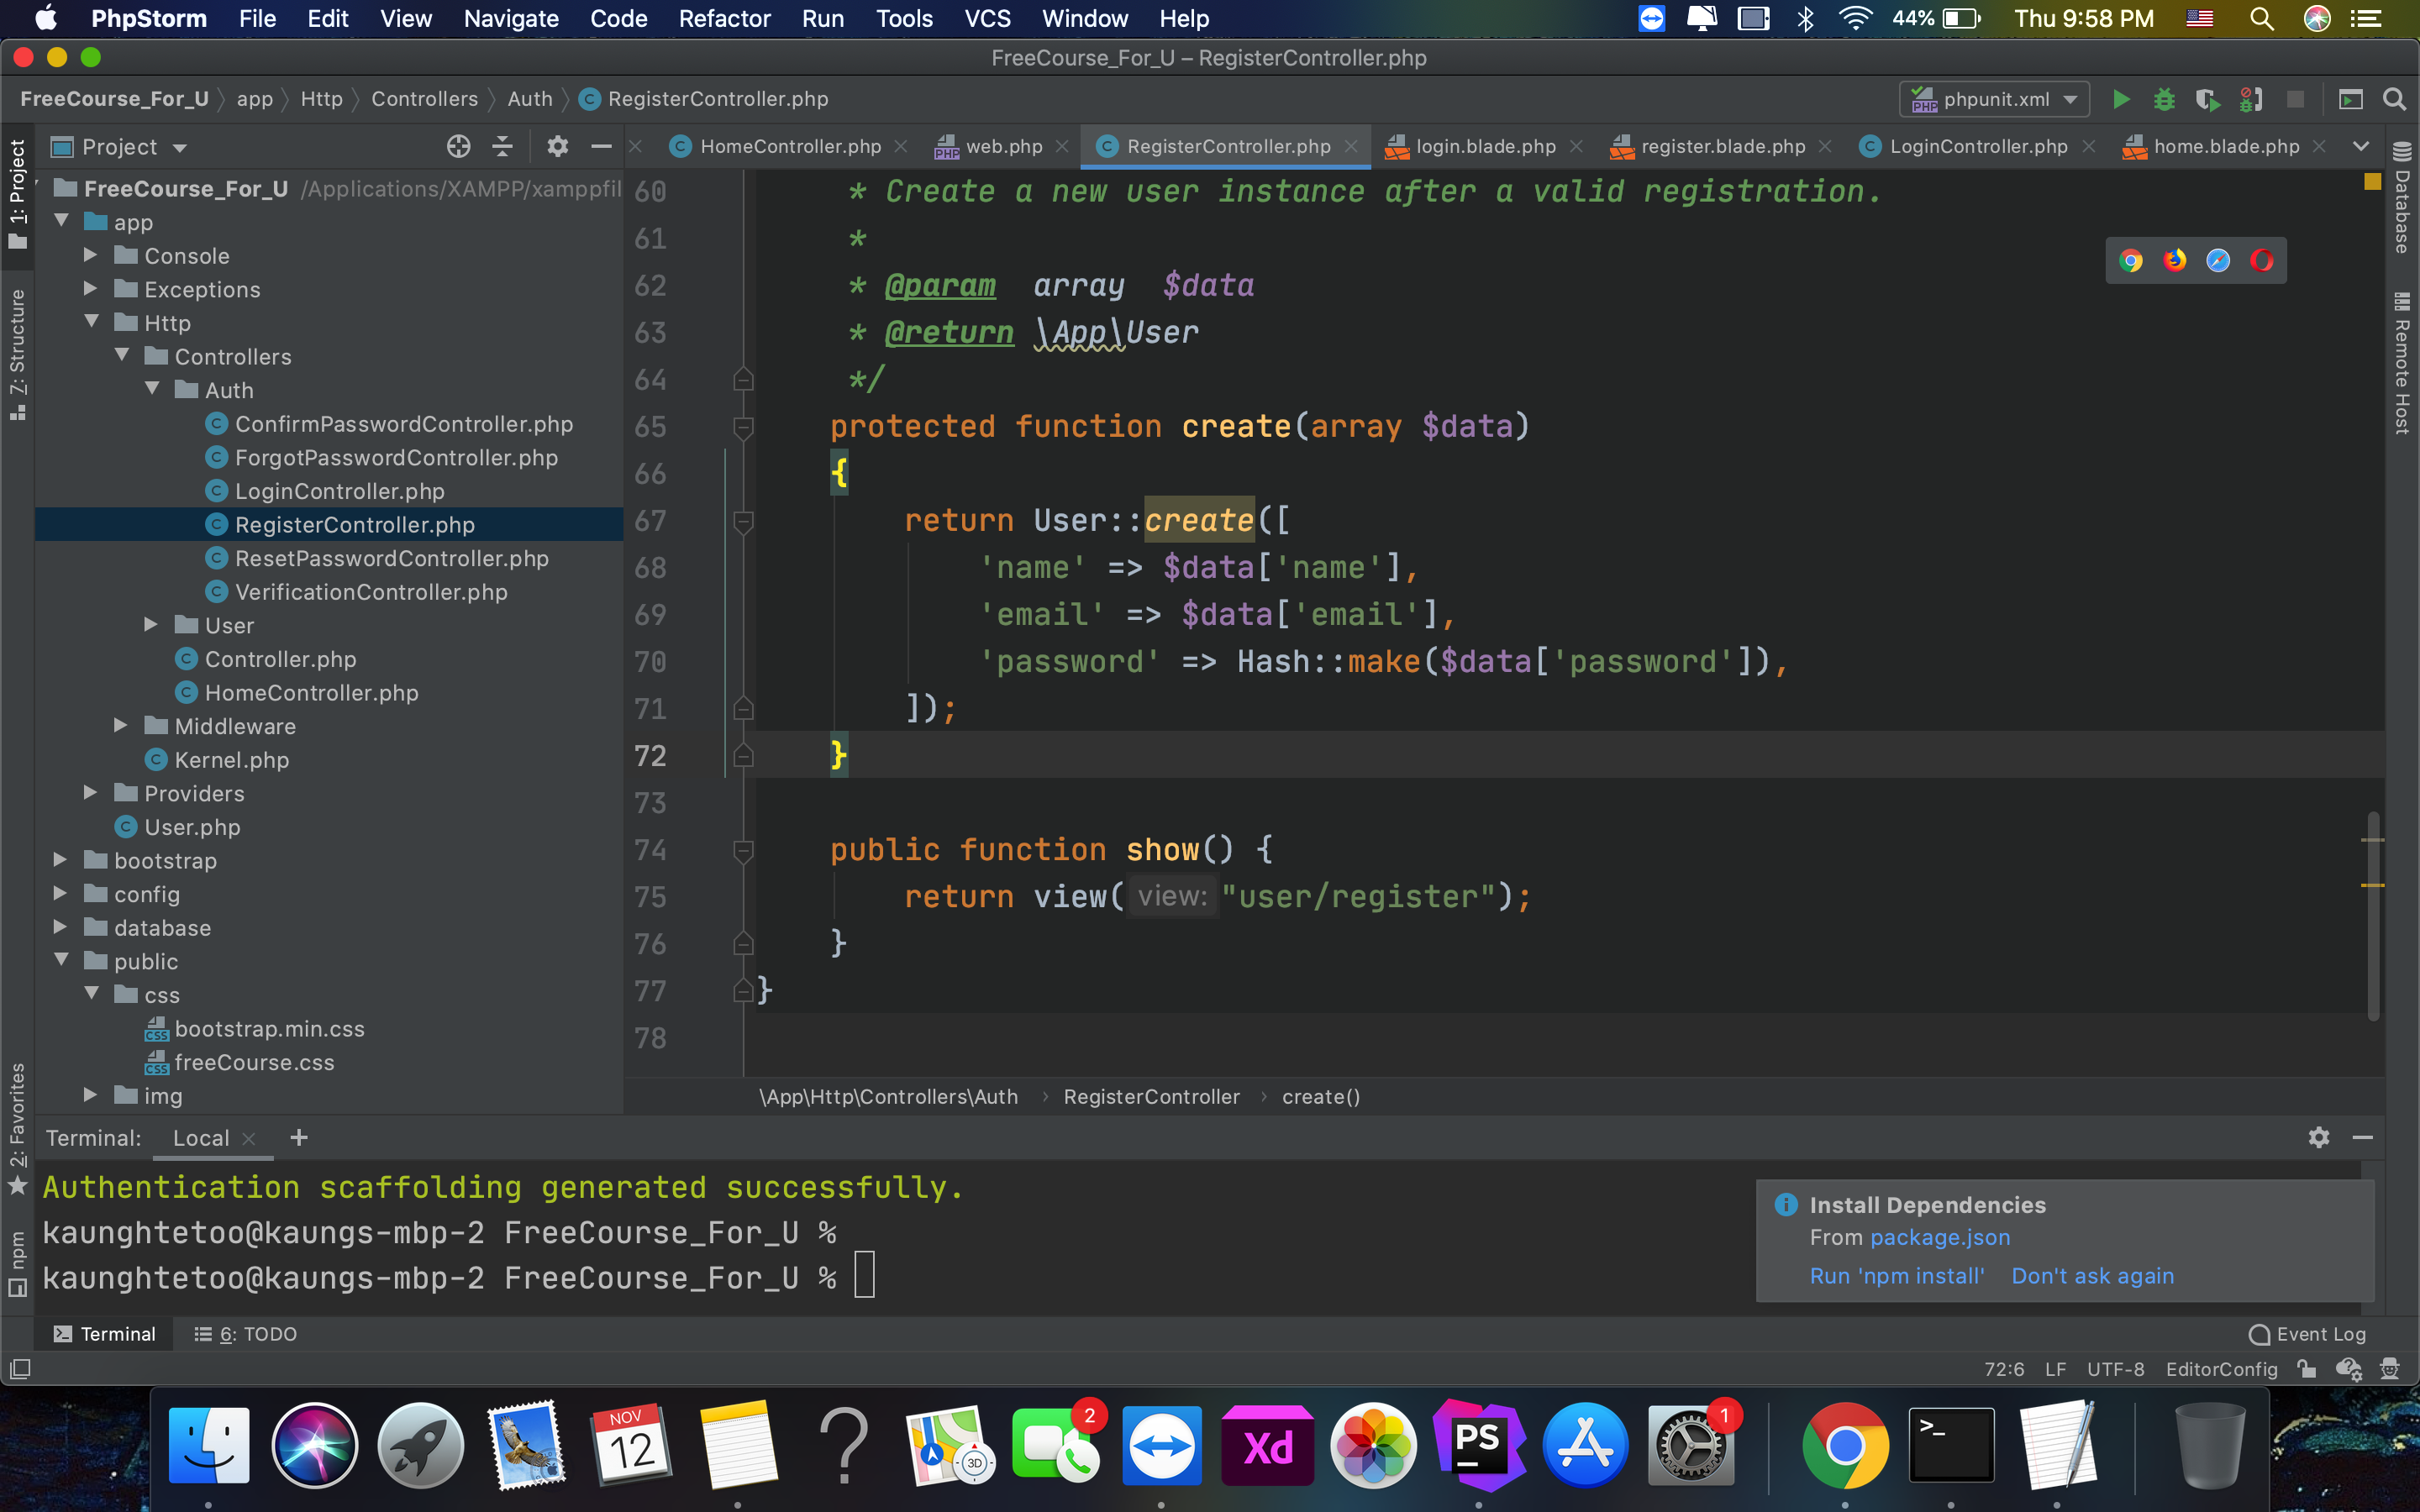 PhpStorm File Edit View Navigate Code Refactor Run Tools VCS Window Help 44% Thu 9:58 PM
FreeCourse_For_U – RegisterController.php
FreeCourse_For_U app Http Controllers Auth RegisterController.php phpunit.xml
1: Project
Z: Structure
2: Favorites
npm
Project
FreeCourse_For_U /Applications/XAMPP/xamppfil
app
Console
Exceptions
Http
Controllers
Auth
ConfirmPasswordController.php
ForgotPasswordController.php
LoginController.php
RegisterController.php
ResetPasswordController.php
VerificationController.php
User
Controller.php
HomeController.php
Middleware
Kernel.php
Providers
User.php
bootstrap
config
database
public
css
bootstrap.min.css
freeCourse.css
img
HomeController.php web.php RegisterController.php login.blade.php register.blade.php LoginController.php home.blade.php
60 * Create a new user instance after a valid registration.
61 *
62 * @param array $data
63 * @return \App\User
64 */
65 protected function create(array $data)
66 {
67 return User::create([
68 'name' => $data['name'],
69 'email' => $data['email'],
70 'password' => Hash::make($data['password']),
71 ]);
72 }
73
74 public function show() {
75 return view( view: "user/register");
76 }
77 }
78
\App\Http\Controllers\Auth › RegisterController › create()
Database
Remote Host
Terminal: Local +
Authentication scaffolding generated successfully.
kaunghtetoo@kaungs-mbp-2 FreeCourse_For_U %
kaunghtetoo@kaungs-mbp-2 FreeCourse_For_U %
Install Dependencies
From package.json
Run 'npm install' Don't ask again
Terminal 6: TODO Event Log
72:6 LF UTF-8 EditorConfig
NOV
12
3D
2
Xd
PS
1
>_